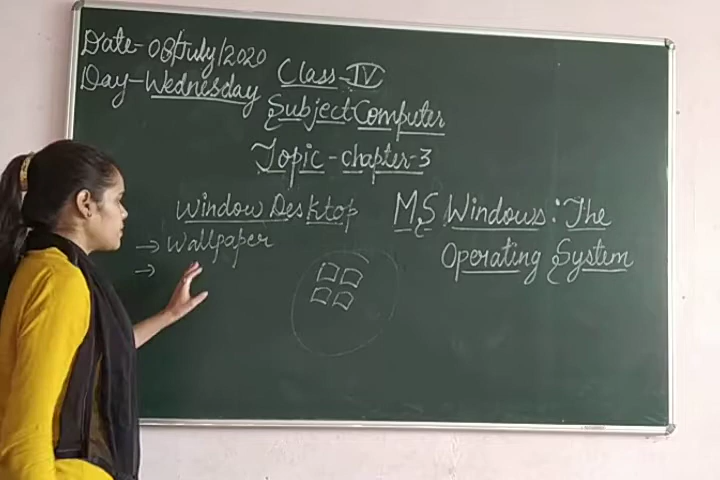 Date-08/July/2020
Day-Wednesday
Class-IV
Subject Computer
Topic-chapter-3
Window Desktop
→ Wallpaper
→
MS Windows: The
Operating System